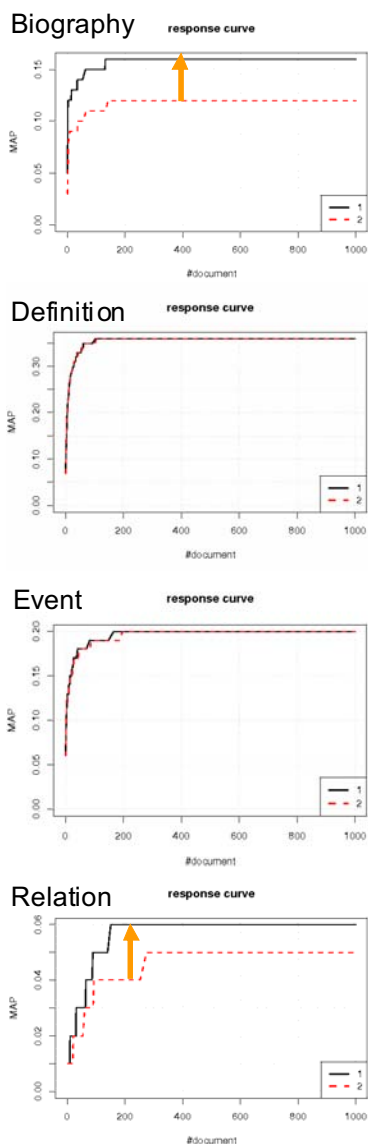 Biography
response curve
MAP
0.00 0.05 0.10 0.15
1
2
0 200 400 600 800 1000
#document
Definition
response curve
MAP
0.00 0.10 0.20 0.30
1
2
0 200 400 600 800 1000
#document
Event
response curve
MAP
0.00 0.05 0.10 0.15 0.20
1
2
0 200 400 600 800 1000
#document
Relation
response curve
MAP
0.00 0.02 0.04 0.06
1
2
0 200 400 600 800 1000
#document